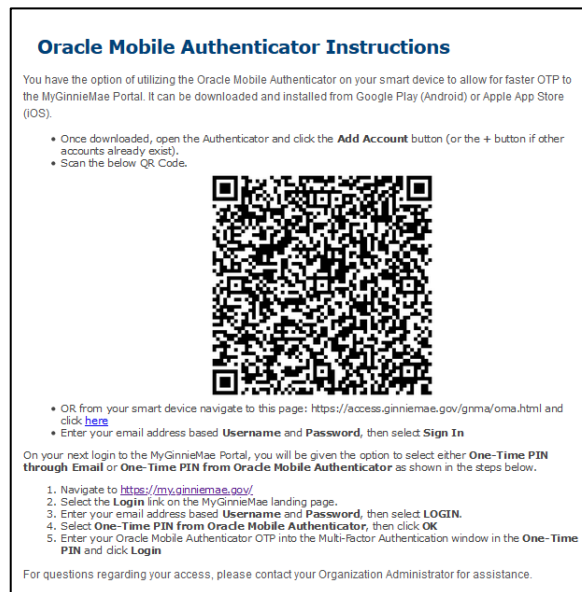 Oracle Mobile Authenticator Instructions
You have the option of utilizing the Oracle Mobile Authenticator on your smart device to allow for faster OTP to
the MyGinnieMae Portal. It can be downloaded and installed from Google Play (Android) or Apple App Store
(iOS).
• Once downloaded, open the Authenticator and click the Add Account button (or the + button if other
accounts already exist).
• Scan the below QR Code.
• OR from your smart device navigate to this page: https://access.ginniemae.gov/gnma/oma.html and
click here
• Enter your email address based Username and Password, then select Sign In
On your next login to the MyGinnieMae Portal, you will be given the option to select either One-Time PIN
through Email or One-Time PIN from Oracle Mobile Authenticator as shown in the steps below.
1. Navigate to https://my.ginniemae.gov/
2. Select the Login link on the MyGinnieMae landing page.
3. Enter your email address based Username and Password, then select LOGIN.
4. Select One-Time PIN from Oracle Mobile Authenticator, then click OK
5. Enter your Oracle Mobile Authenticator OTP into the Multi-Factor Authentication window in the One-Time
PIN and click Login
For questions regarding your access, please contact your Organization Administrator for assistance.